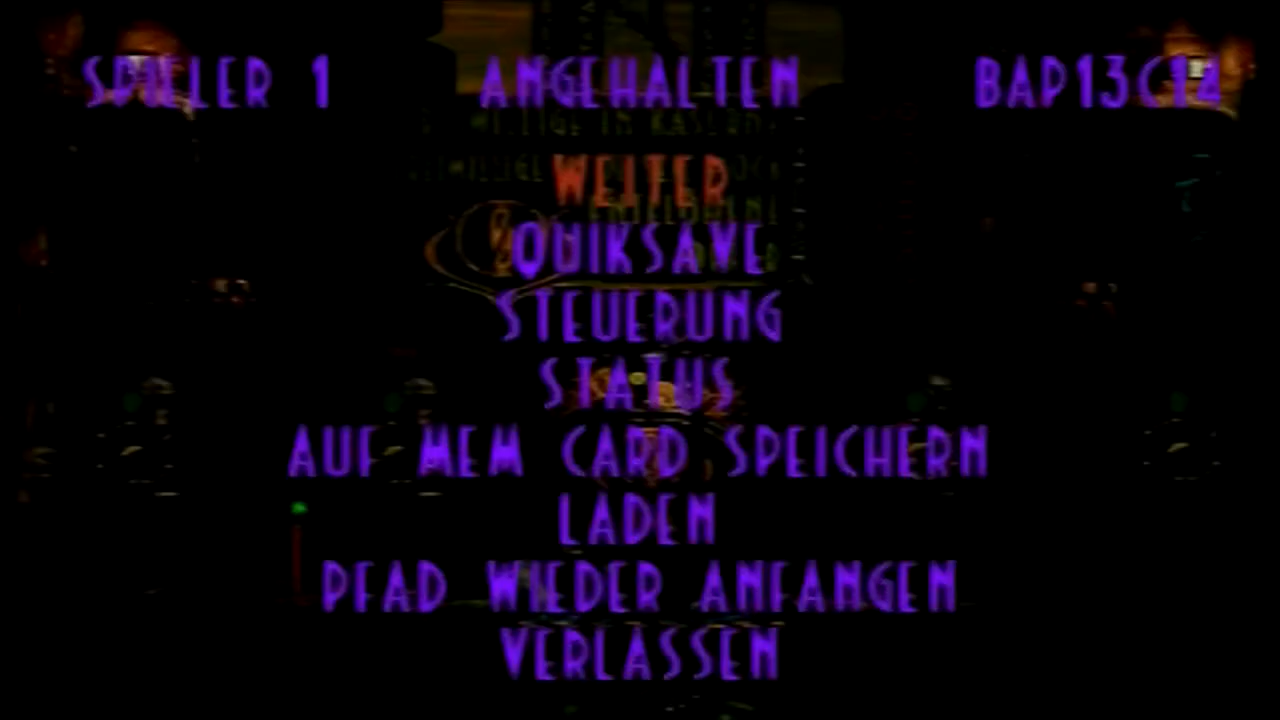 SPIELER 1 ANGEHALTEN BAP13C14
WEITER
QUIKSAVE
STEUERUNG
STATUS
AUF MEM CARD SPEICHERN
LADEN
PFAD WIEDER ANFANGEN
VERLASSEN